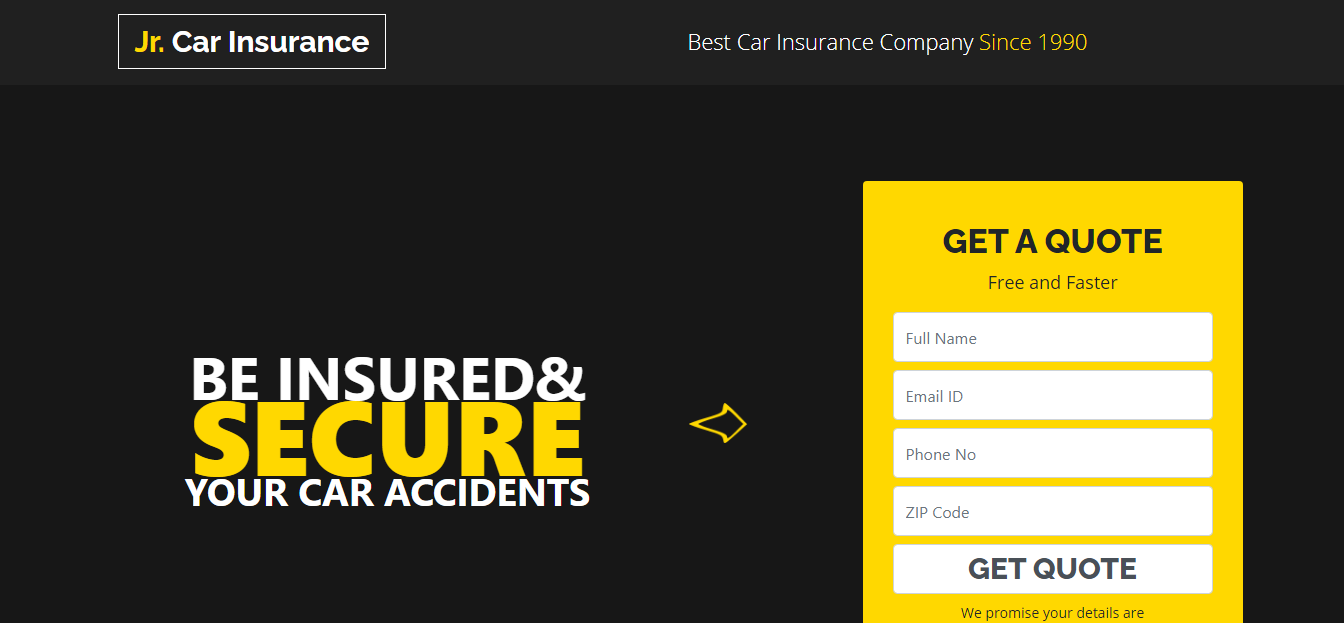 Jr. Car Insurance
Best Car Insurance Company Since 1990
BE INSURED&
SECURE
YOUR CAR ACCIDENTS
GET A QUOTE
Free and Faster
Full Name
Email ID
Phone No
ZIP Code
GET QUOTE
We promise your details are